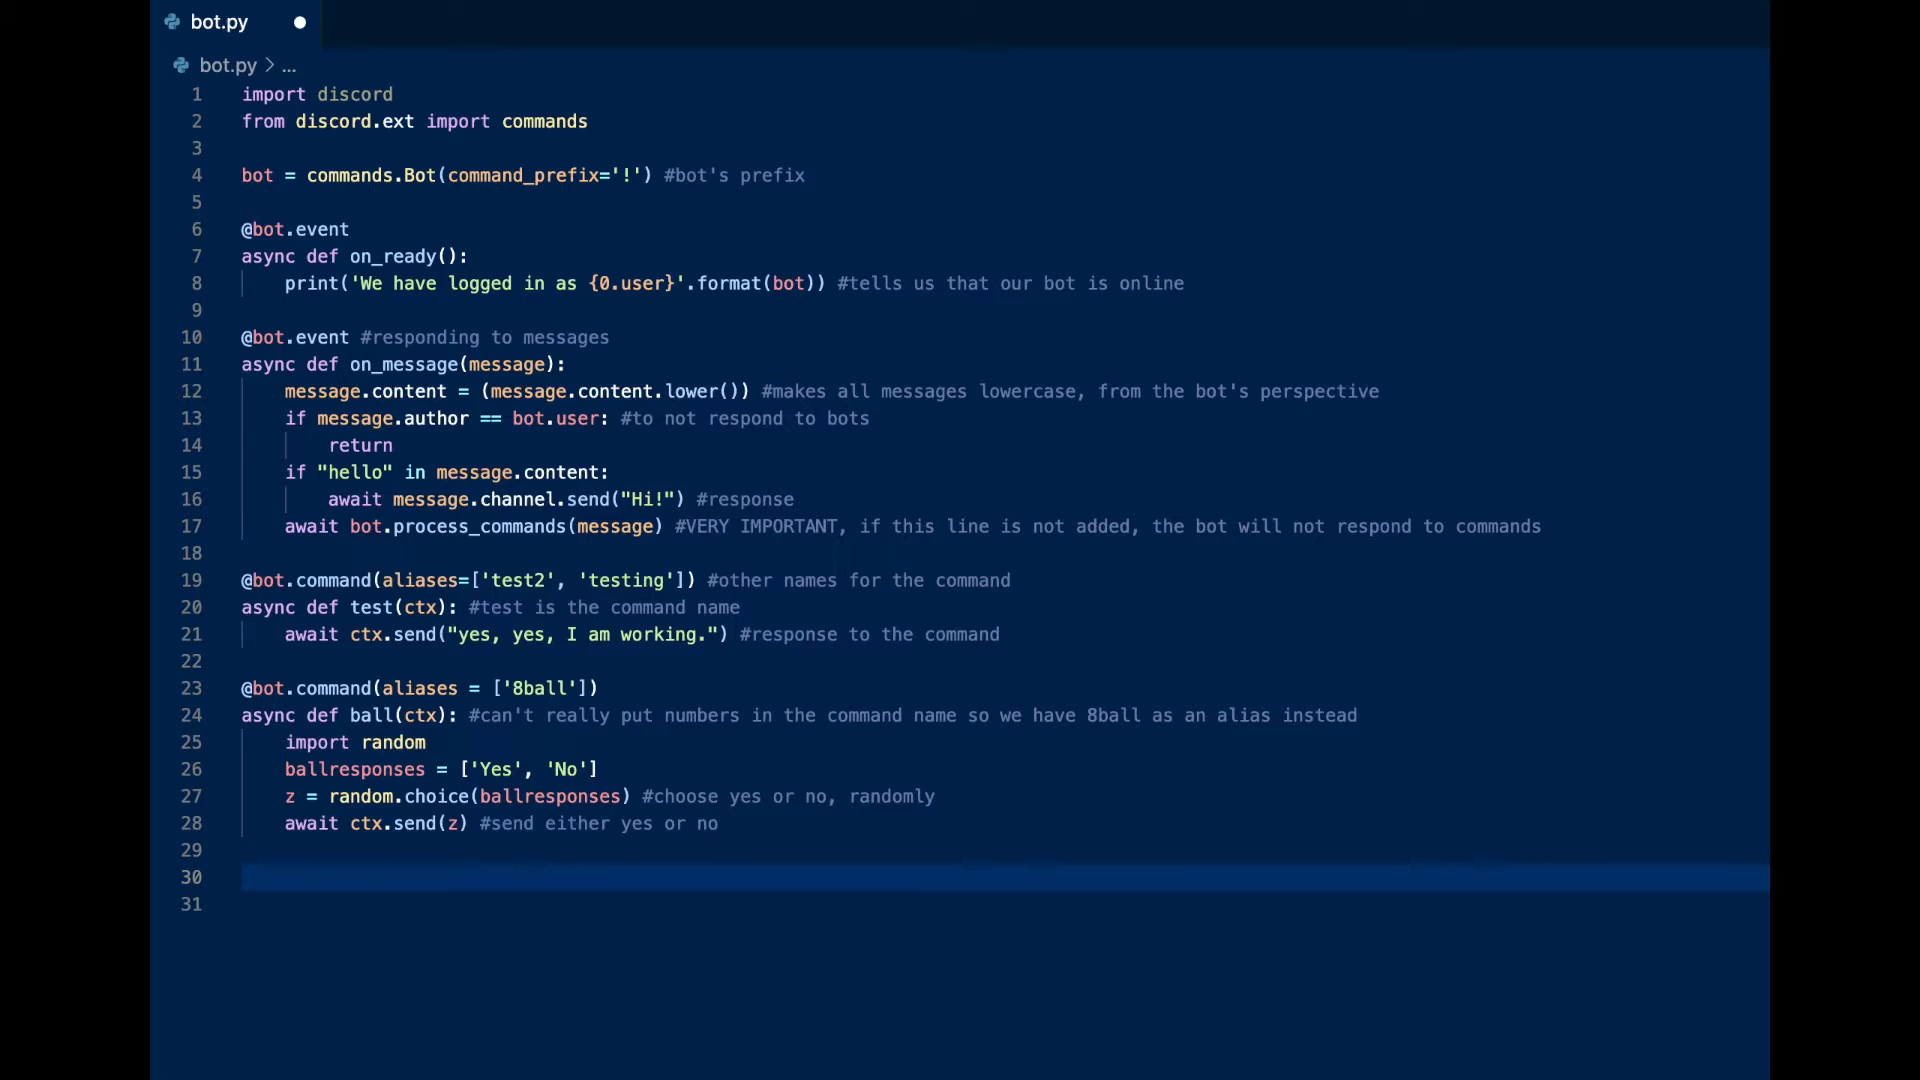 bot.py
bot.py > ...
1 import discord
2 from discord.ext import commands
3
4 bot = commands.Bot(command_prefix='!') #bot's prefix
5
6 @bot.event
7 async def on_ready():
8     print('We have logged in as {0.user}'.format(bot)) #tells us that our bot is online
9
10 @bot.event #responding to messages
11 async def on_message(message):
12     message.content = (message.content.lower()) #makes all messages lowercase, from the bot's perspective
13     if message.author == bot.user: #to not respond to bots
14         return
15     if "hello" in message.content:
16         await message.channel.send("Hi!") #response
17     await bot.process_commands(message) #VERY IMPORTANT, if this line is not added, the bot will not respond to commands
18
19 @bot.command(aliases=['test2', 'testing']) #other names for the command
20 async def test(ctx): #test is the command name
21     await ctx.send("yes, yes, I am working.") #response to the command
22
23 @bot.command(aliases = ['8ball'])
24 async def ball(ctx): #can't really put numbers in the command name so we have 8ball as an alias instead
25     import random
26     ballresponses = ['Yes', 'No']
27     z = random.choice(ballresponses) #choose yes or no, randomly
28     await ctx.send(z) #send either yes or no
29
30
31